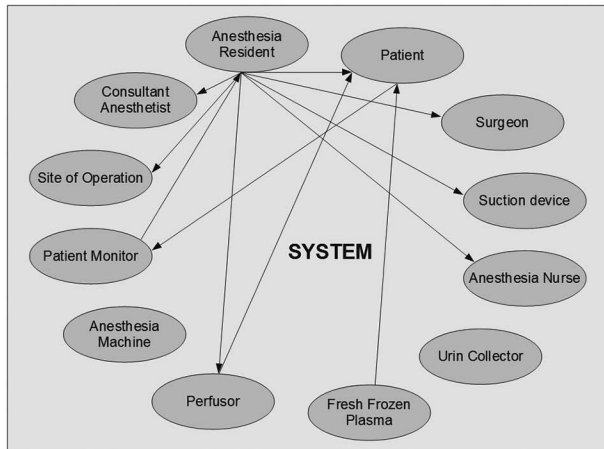 Anesthesia
Resident
Patient
Consultant
Anesthetist
Surgeon
Site of Operation
Suction device
Patient Monitor
SYSTEM
Anesthesia Nurse
Anesthesia
Machine
Urin Collector
Perfusor
Fresh Frozen
Plasma